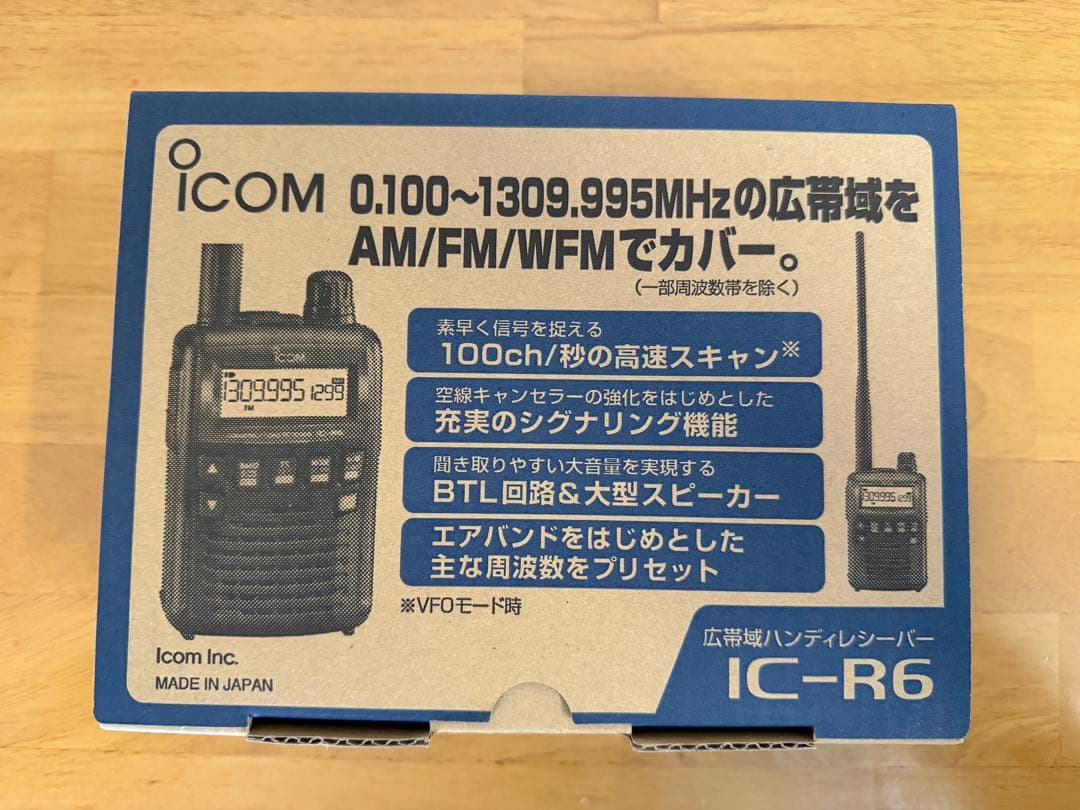 ICOM
0.100～1309.995MHzの広帯域を
AM/FM/WFMでカバー。
（一部周波数帯を除く）
素早く信号を捉える
100ch/秒の高速スキャン※
空線キャンセラーの強化をはじめとした
充実のシグナリング機能
聞き取りやすい大音量を実現する
BTL回路&大型スピーカー
エアバンドをはじめとした
主な周波数をプリセット
※VFOモード時
ICOM
1309.995 1299
FM
1309.995 1299
Icom Inc.
MADE IN JAPAN
広帯域ハンディレシーバー
IC-R6